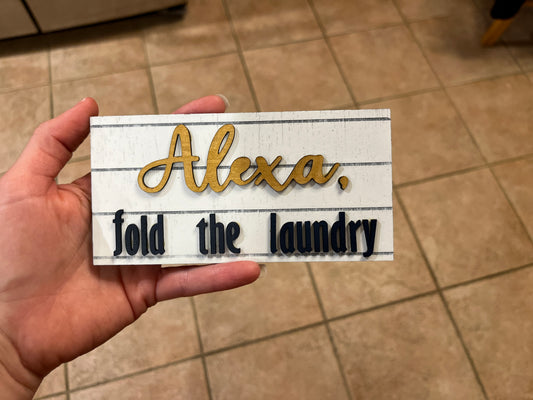 Alexa,
fold the laundry